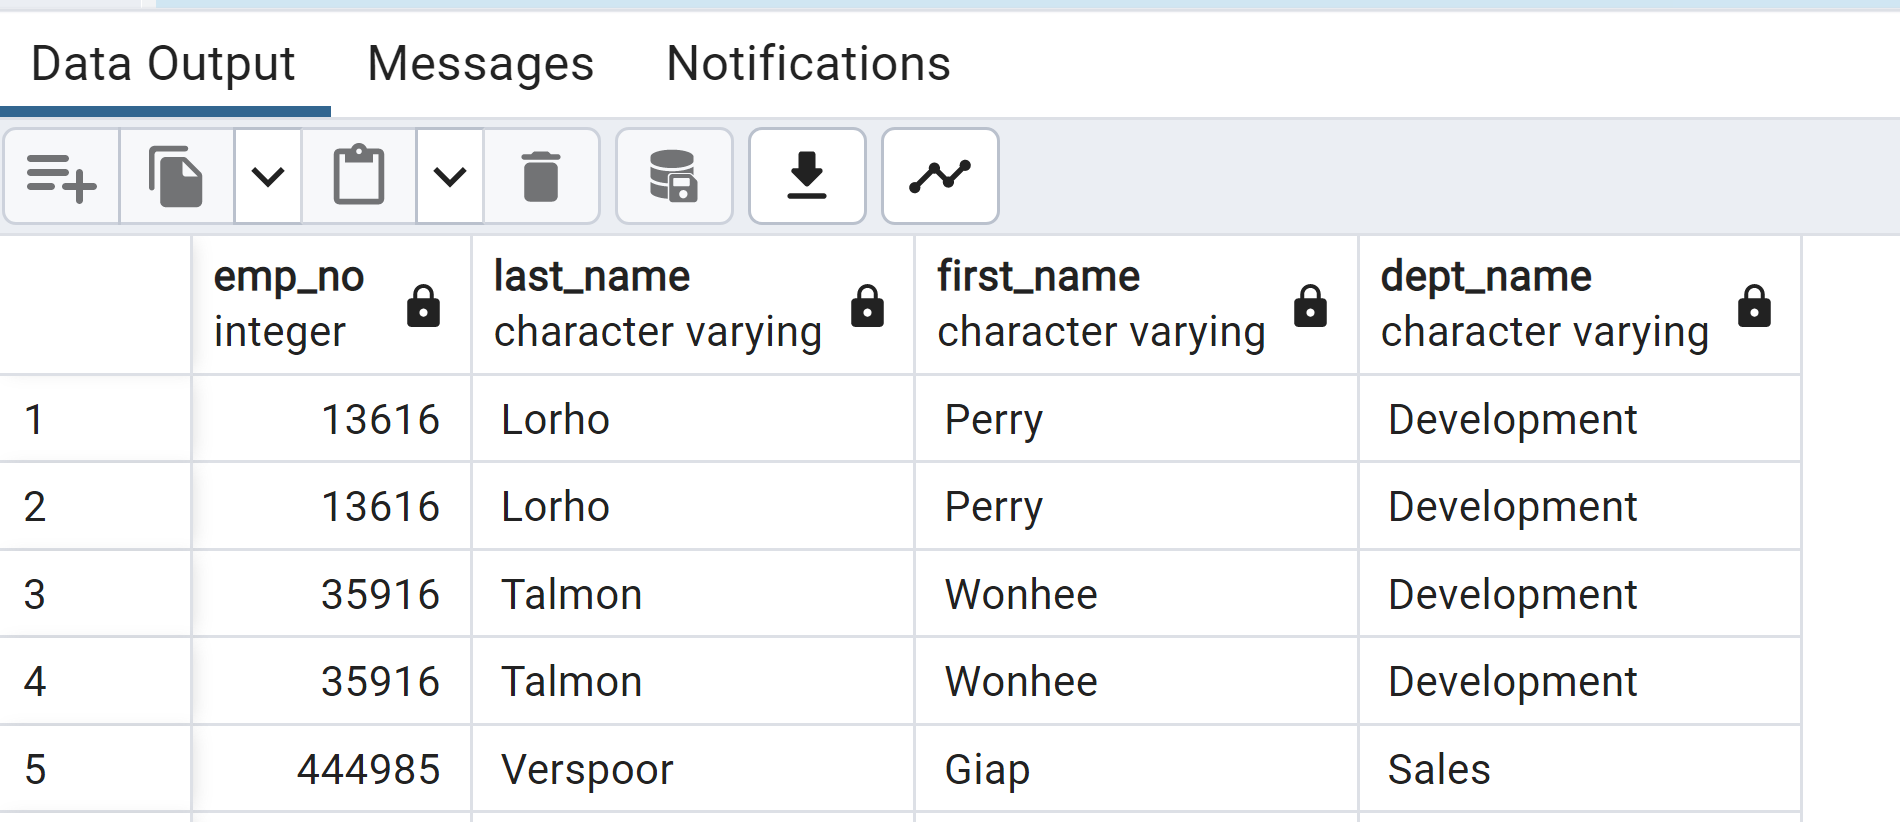 Data Output Messages Notifications
emp_no last_name first_name dept_name
integer character varying character varying character varying
1 13616 Lorho Perry Development
2 13616 Lorho Perry Development
3 35916 Talmon Wonhee Development
4 35916 Talmon Wonhee Development
5 444985 Verspoor Giap Sales